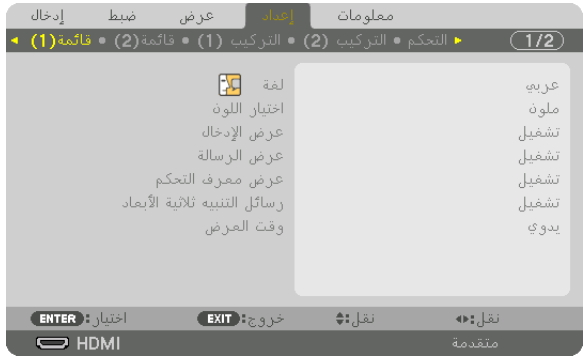 إدخال ضبط عرض إعداد معلومات
قائمة(1) • قائمة(2) • التركيب (1) • التركيب (2) • التحكم 1/2
لغة عربي
اختيار اللون ملون
عرض الإدخال تشغيل
عرض الرسالة تشغيل
عرض معرف التحكم تشغيل
رسائل التنبيه ثلاثية الأبعاد تشغيل
وقت العرض يدوي
ENTER :اختيار EXIT :خروج نقل: نقل:
HDMI متقدمة